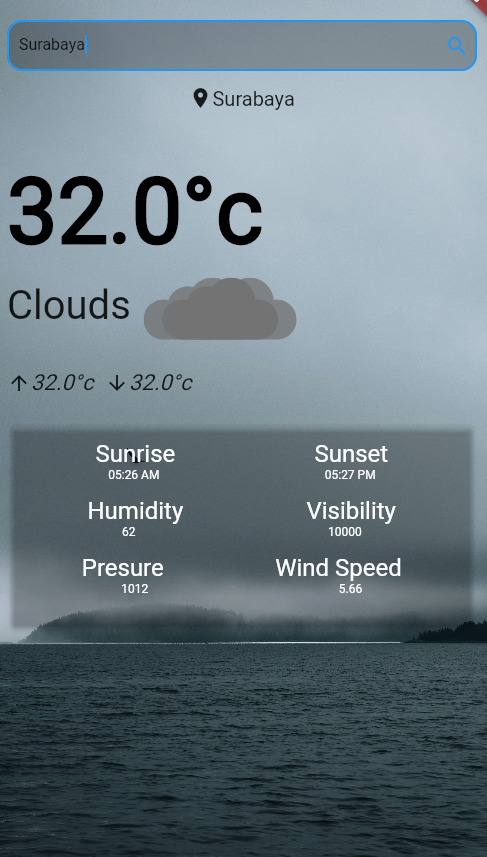 Surabaya
Surabaya
32.0°c
Clouds
32.0°c 32.0°c
Sunrise Sunset
05:26 AM 05:27 PM
Humidity Visibility
62 10000
Presure Wind Speed
1012 5.66